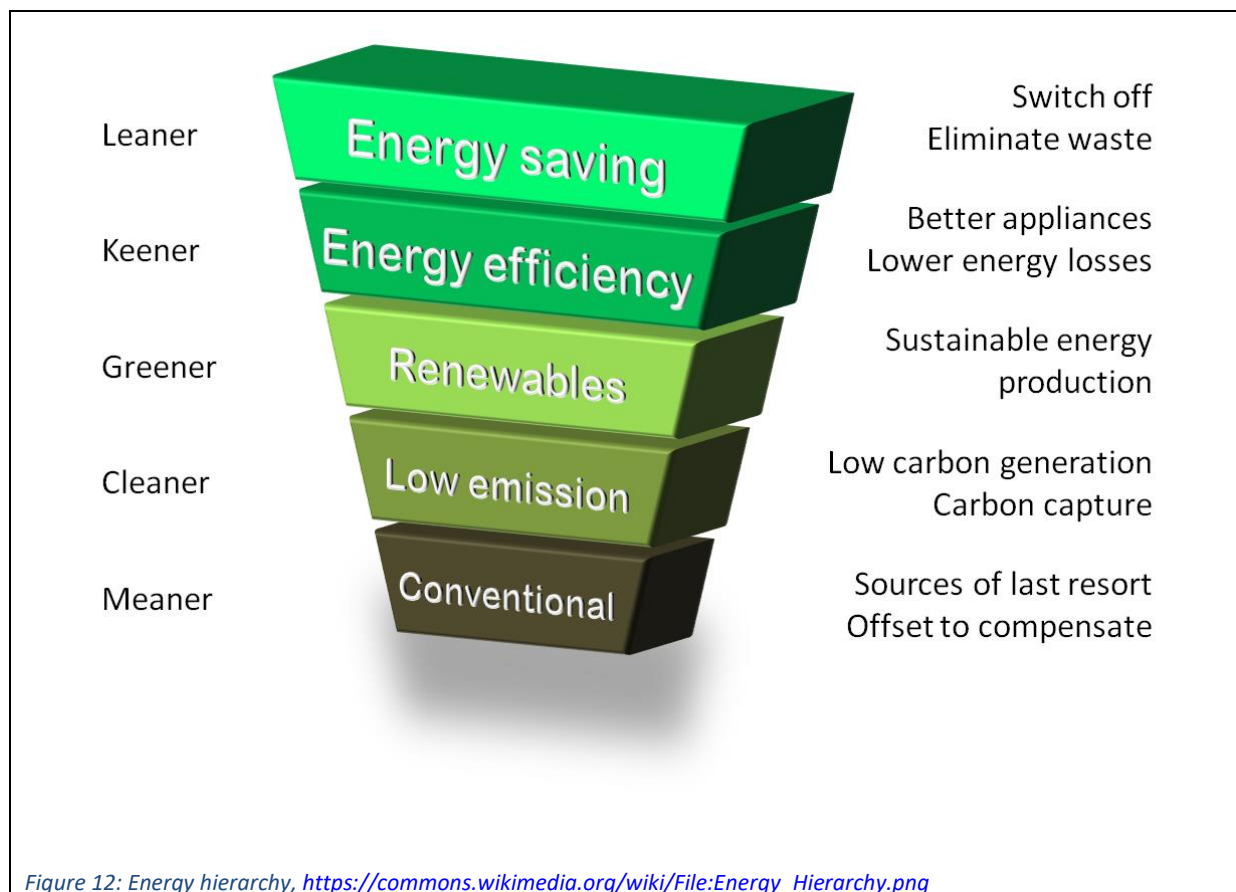 Leaner
Energy saving
Switch off
Eliminate waste
Keener
Energy efficiency
Better appliances
Lower energy losses
Greener
Renewables
Sustainable energy
production
Cleaner
Low emission
Low carbon generation
Carbon capture
Meaner
Conventional
Sources of last resort
Offset to compensate
Figure 12: Energy hierarchy, https://commons.wikimedia.org/wiki/File:Energy_Hierarchy.png